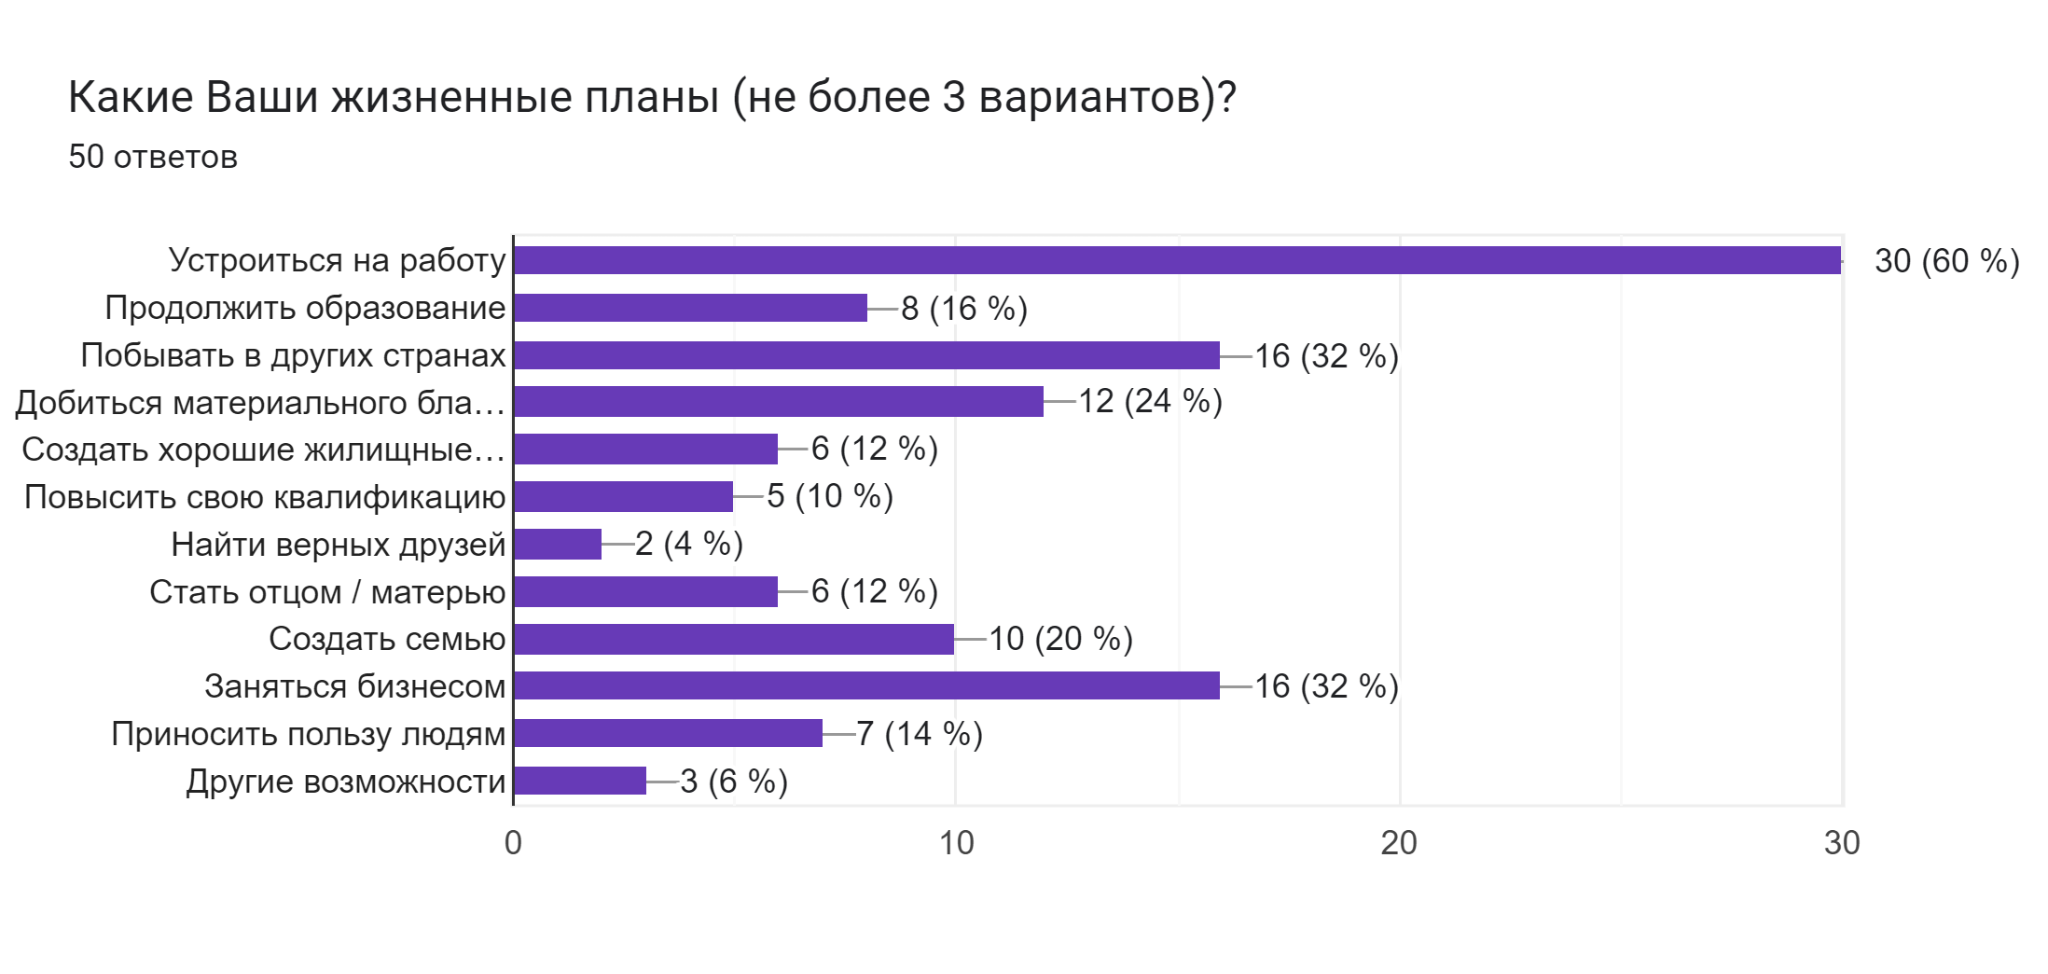 Какие Ваши жизненные планы (не более 3 вариантов)?
50 ответов
Устроиться на работу 30 (60 %)
Продолжить образование 8 (16 %)
Побывать в других странах 16 (32 %)
Добиться материального бла… 12 (24 %)
Создать хорошие жилищные… 6 (12 %)
Повысить свою квалификацию 5 (10 %)
Найти верных друзей 2 (4 %)
Стать отцом / матерью 6 (12 %)
Создать семью 10 (20 %)
Заняться бизнесом 16 (32 %)
Приносить пользу людям 7 (14 %)
Другие возможности 3 (6 %)
0 10 20 30